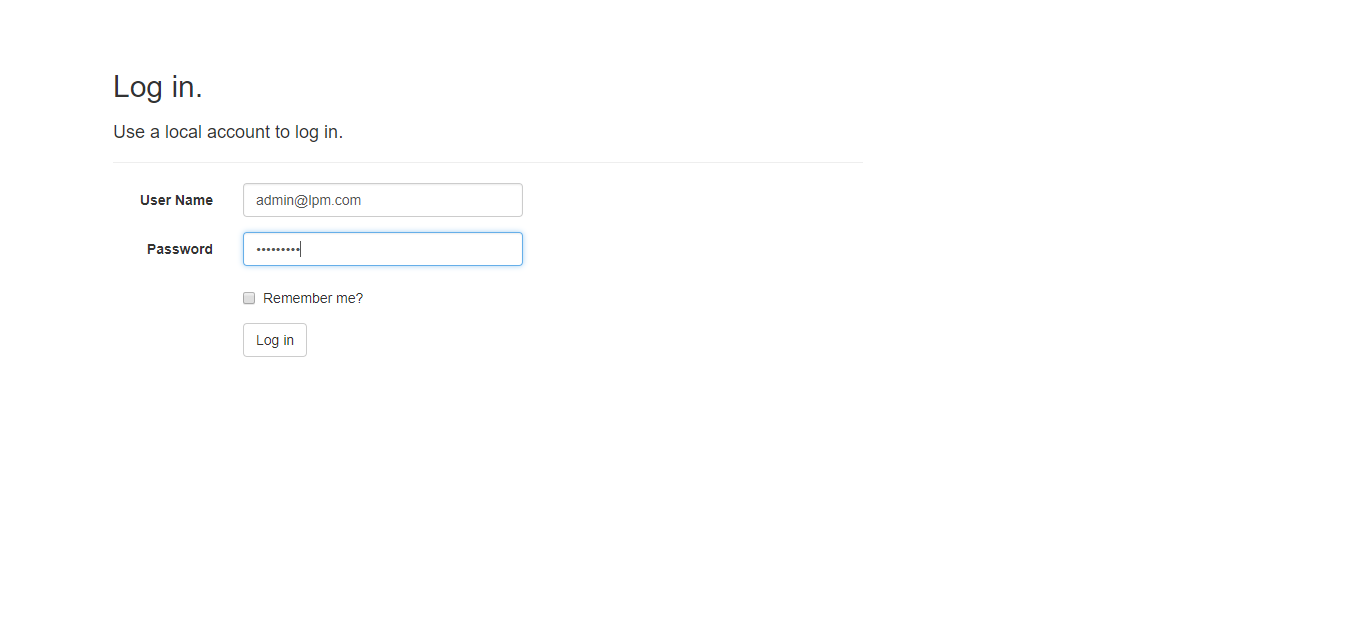 Log in.
Use a local account to log in.
User Name admin@lpm.com
Password •••••••••
Remember me?
Log in